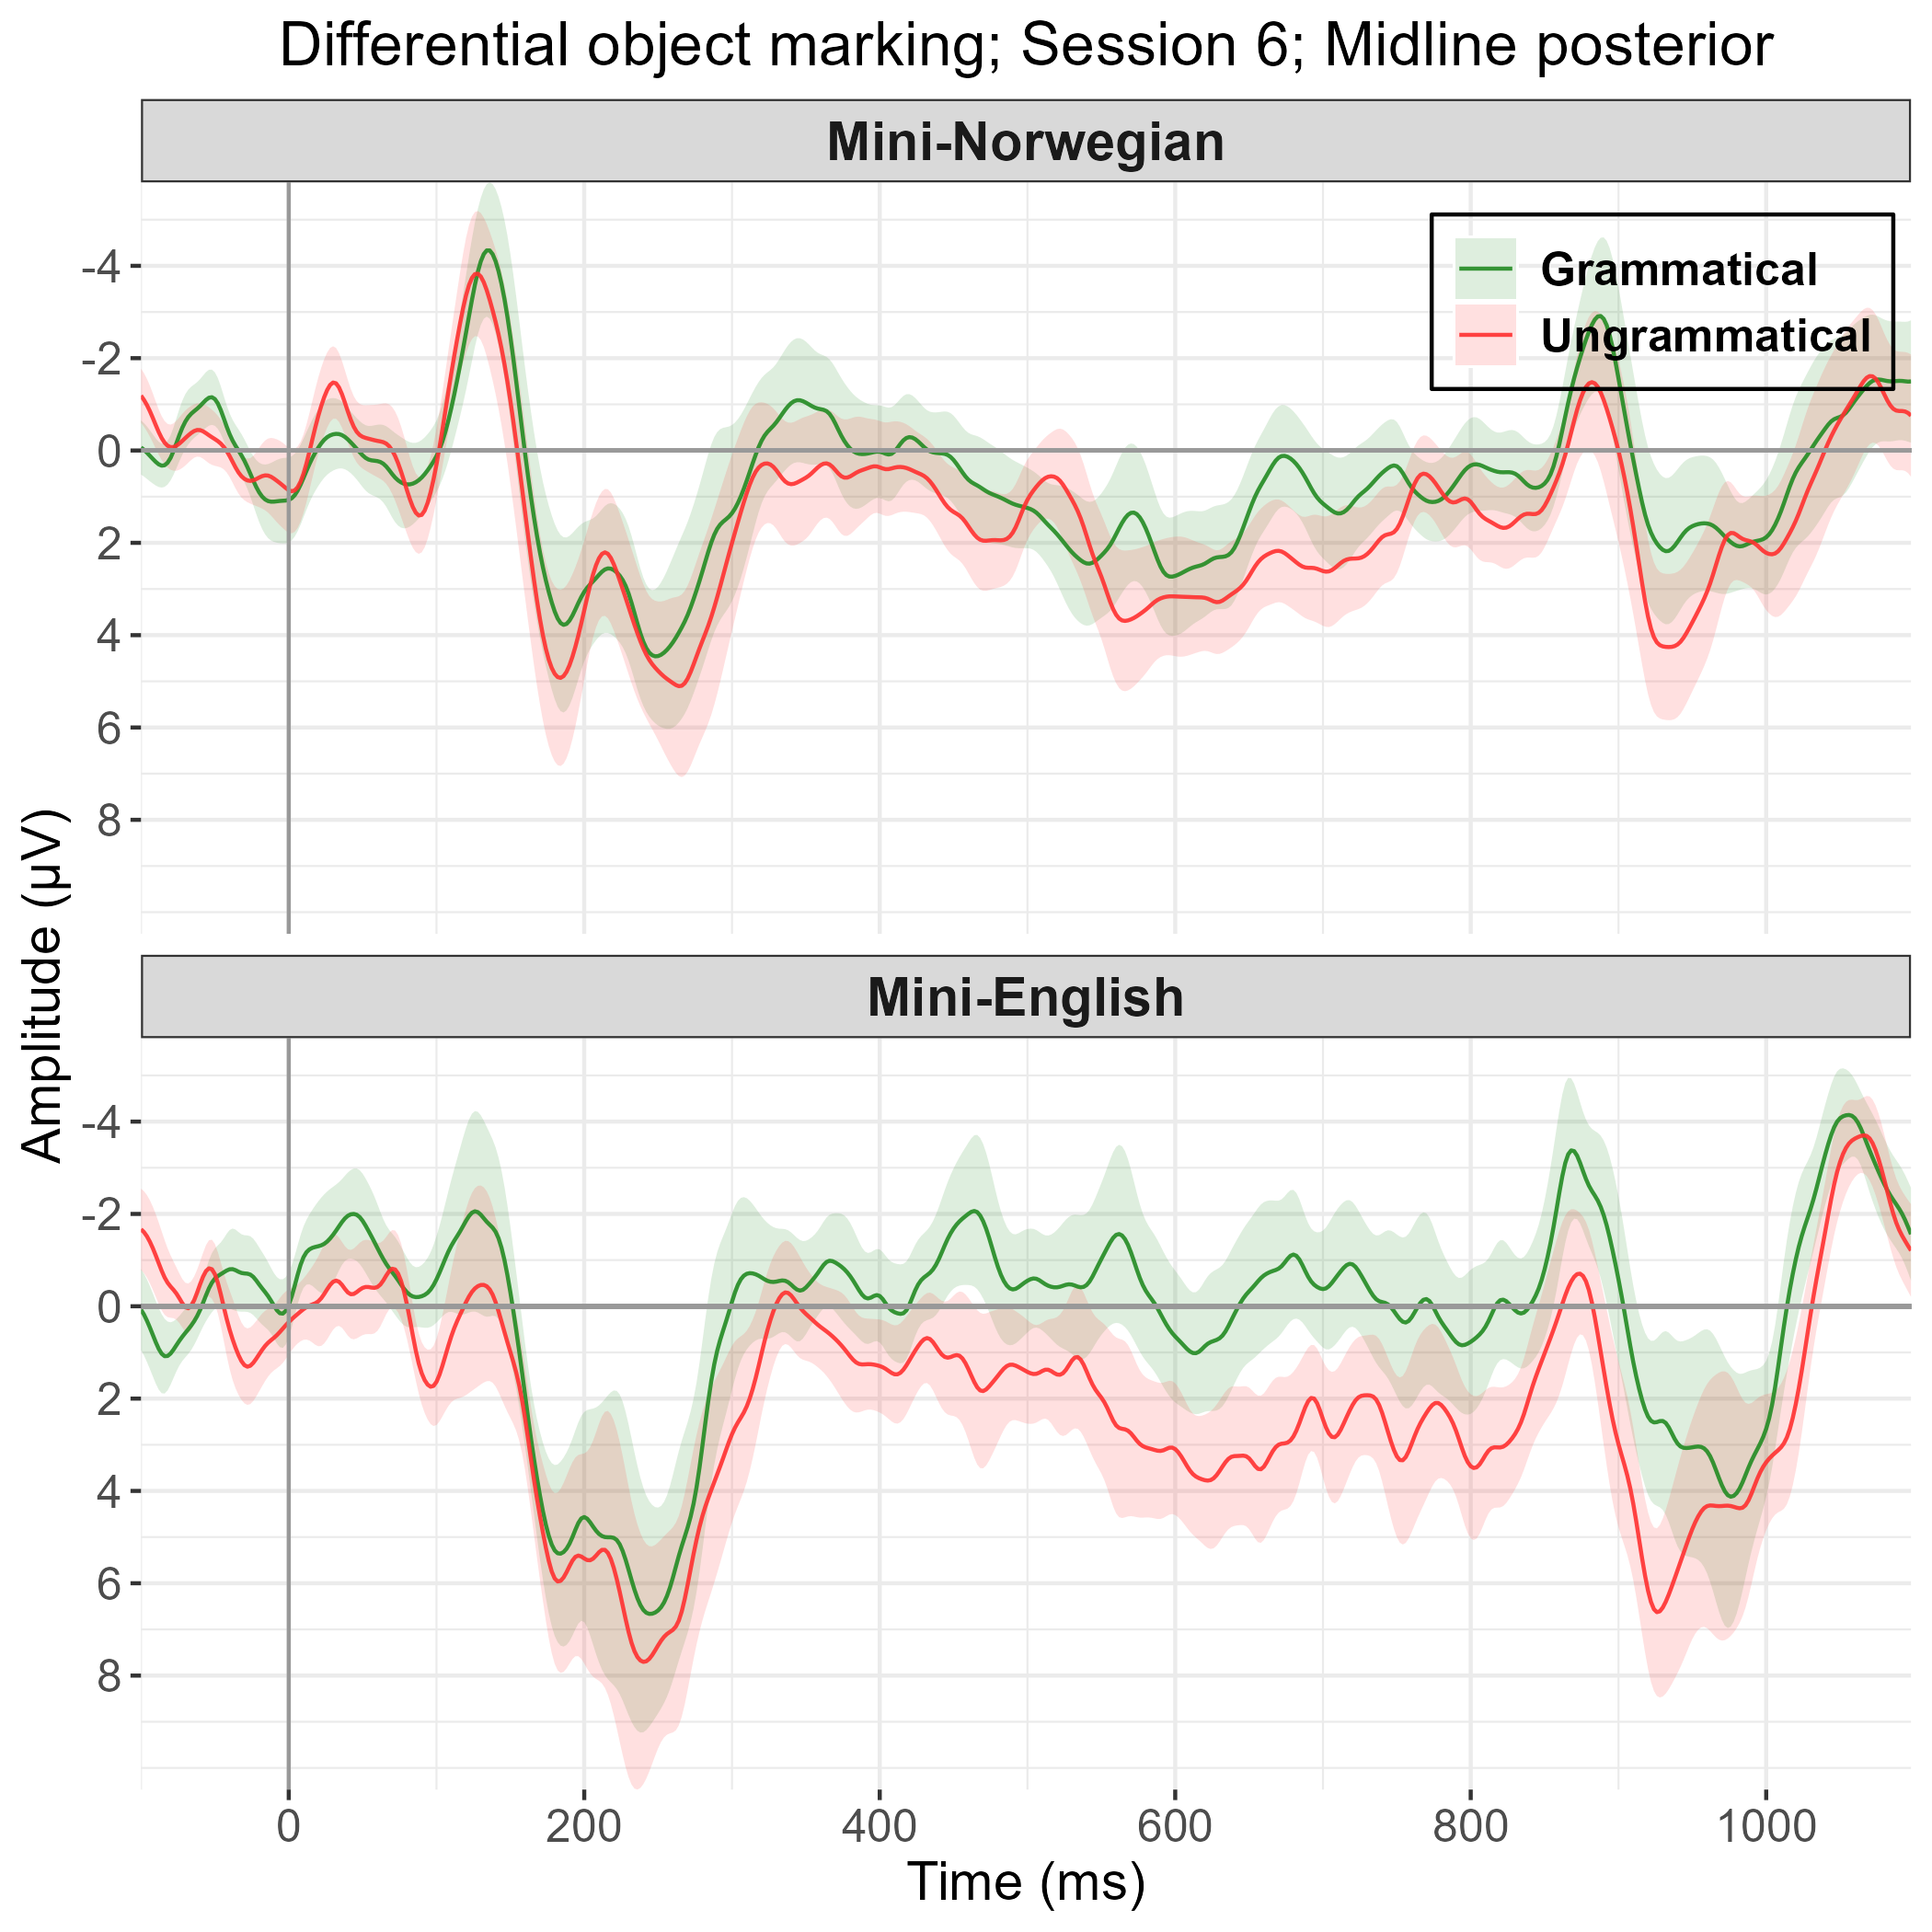 Differential object marking; Session 6; Midline posterior
Mini-Norwegian
Grammatical
Ungrammatical
-4
-2
0
2
4
6
8
Amplitude (µV)
Mini-English
-4
-2
0
2
4
6
8
0 200 400 600 800 1000
Time (ms)